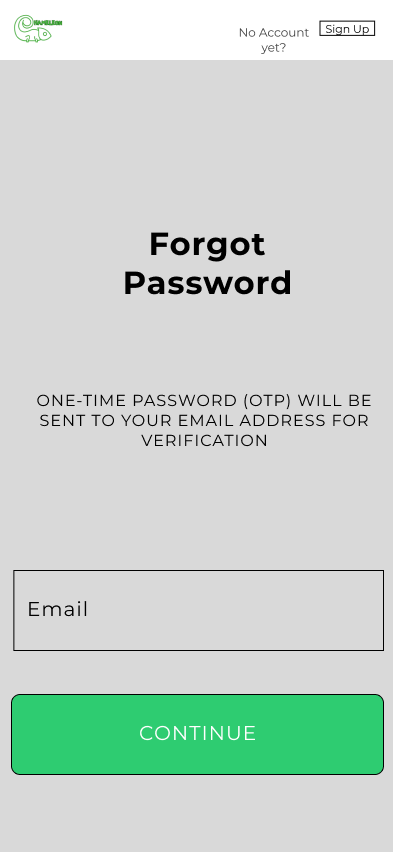 CHAMELEON
No Account
yet?
Sign Up
Forgot
Password
ONE-TIME PASSWORD (OTP) WILL BE
SENT TO YOUR EMAIL ADDRESS FOR
VERIFICATION
Email
CONTINUE